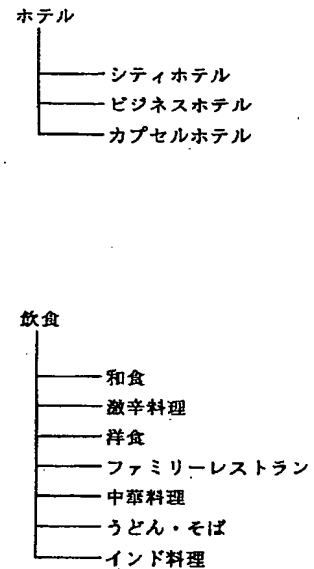 ホテル
シティホテル
ビジネスホテル
カプセルホテル
飲食
和食
激辛料理
洋食
ファミリーレストラン
中華料理
うどん・そば
インド料理